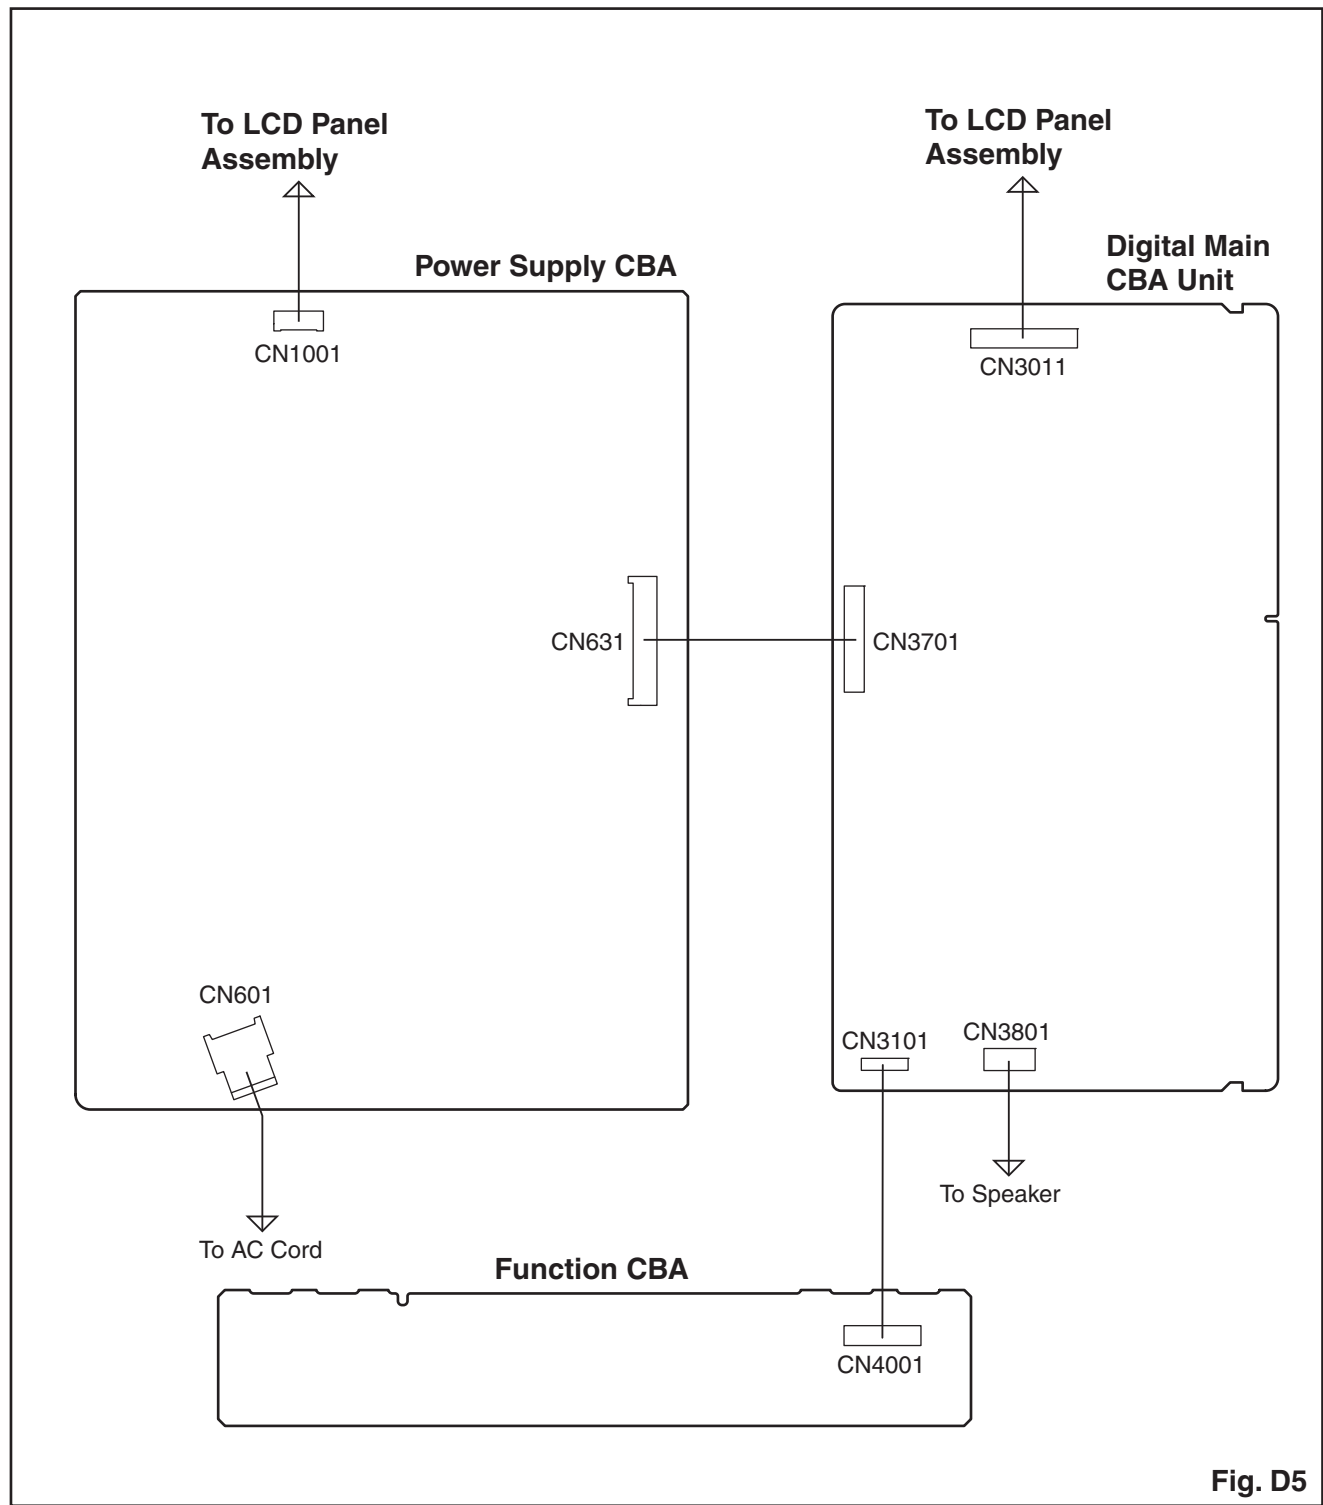 To LCD Panel
Assembly
To LCD Panel
Assembly
Power Supply CBA
Digital Main
CBA Unit
CN1001
CN3011
CN631
CN3701
CN601
CN3101
CN3801
To Speaker
To AC Cord
Function CBA
CN4001
Fig. D5